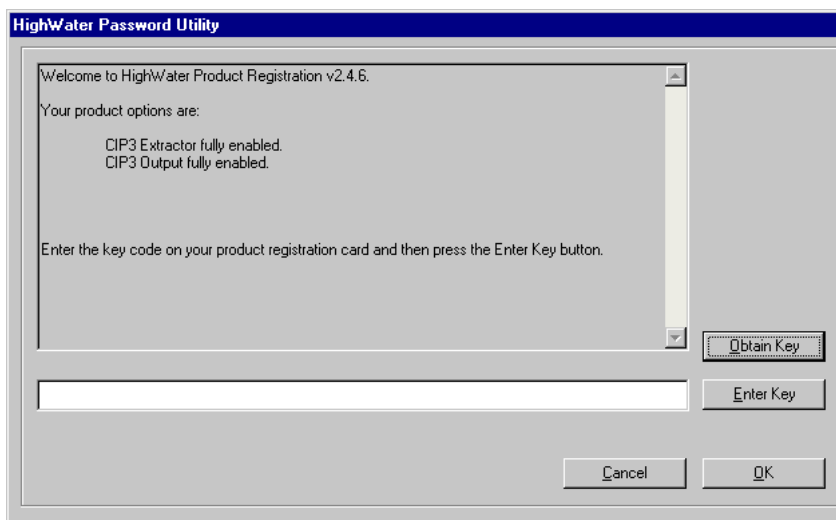 HighWater Password Utility
Welcome to HighWater Product Registration v2.4.6.
Your product options are:
CIP3 Extractor fully enabled.
CIP3 Output fully enabled.
Enter the key code on your product registration card and then press the Enter Key button.
Obtain Key
Enter Key
Cancel
OK